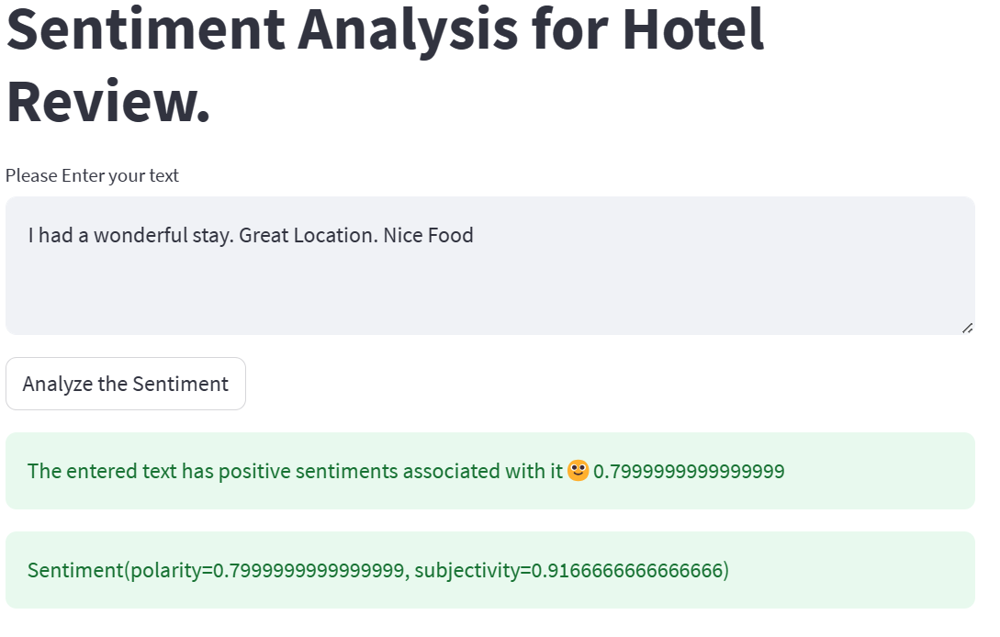 Sentiment Analysis for Hotel
Review.
Please Enter your text
I had a wonderful stay. Great Location. Nice Food
Analyze the Sentiment
The entered text has positive sentiments associated with it 🙂 0.7999999999999999
Sentiment(polarity=0.7999999999999999, subjectivity=0.9166666666666666)